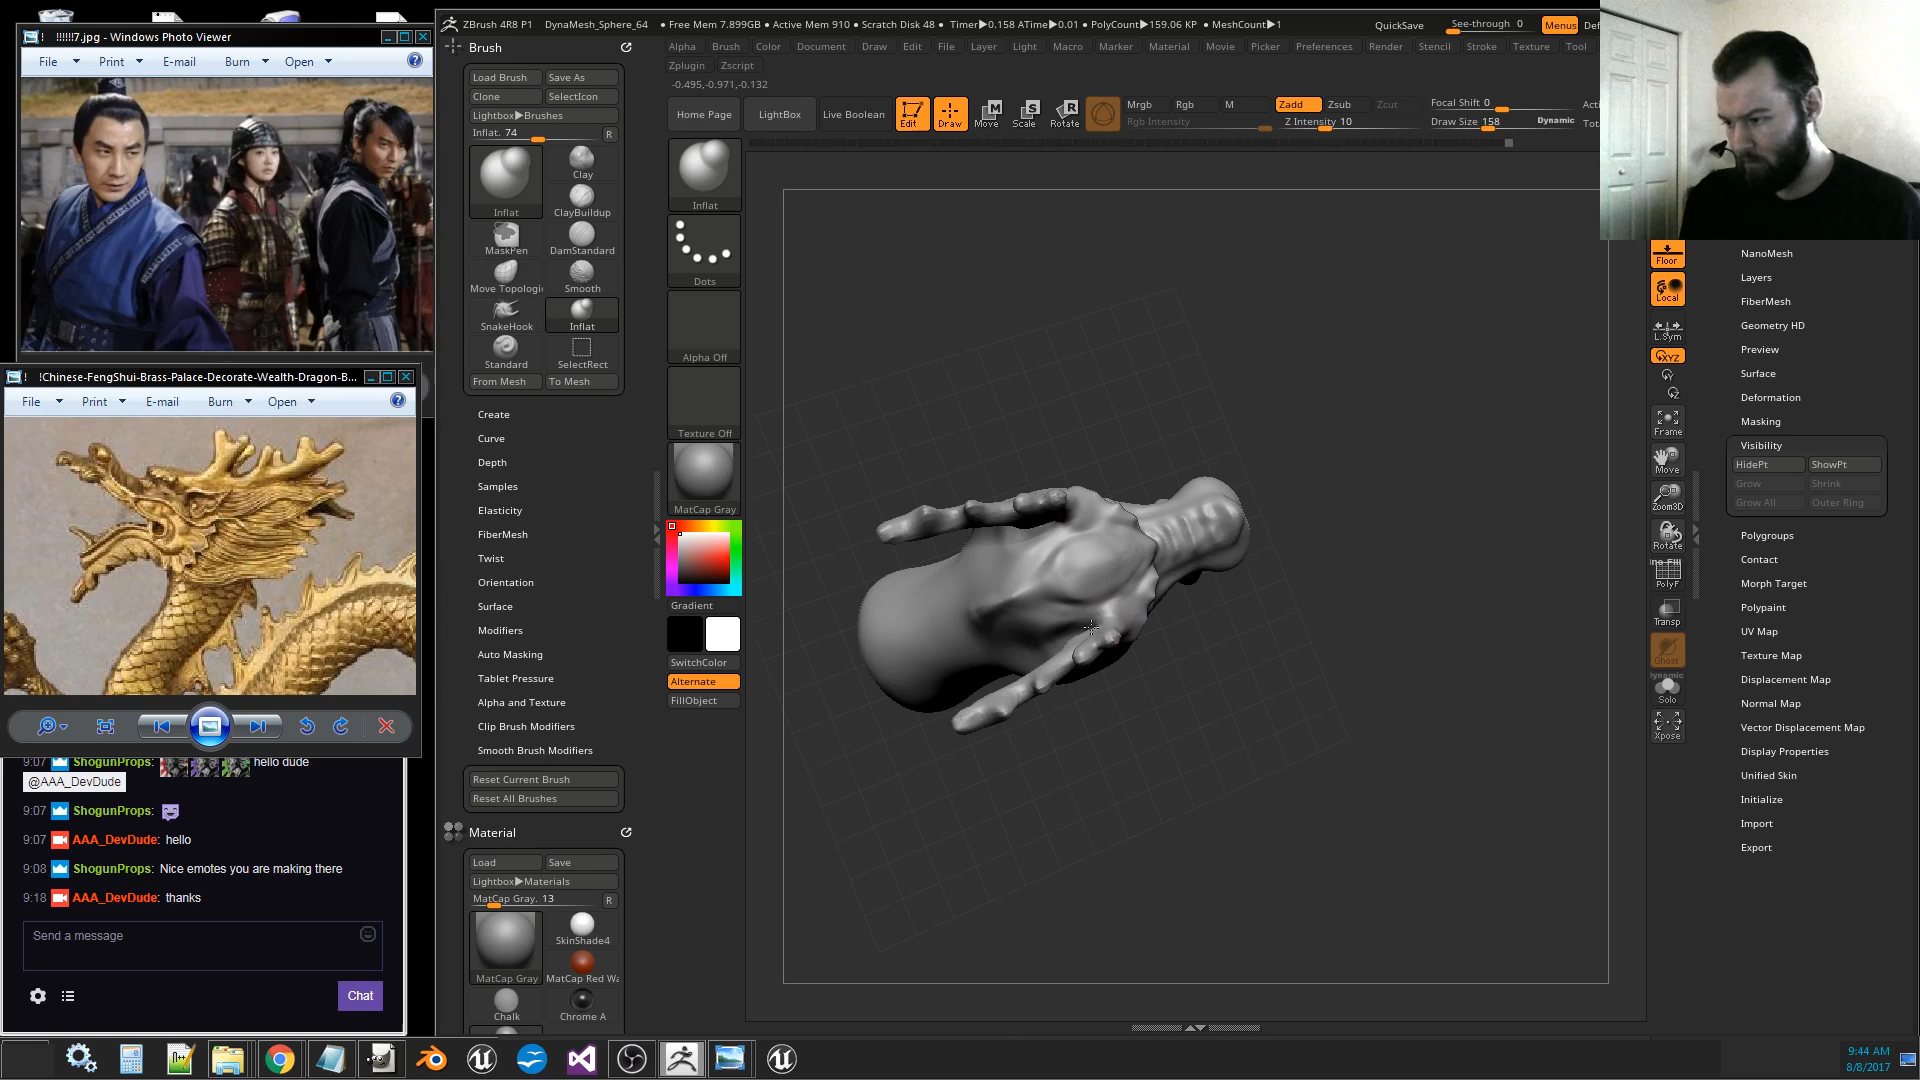 !!!!!!7.jpg - Windows Photo Viewer
File Print E-mail Burn Open
!Chinese-FengShui-Brass-Palace-Decorate-Wealth-Dragon-B...
File Print E-mail Burn Open
9:07 ShogunProps: hello dude
@AAA_DevDude
9:07 ShogunProps:
9:07 AAA_DevDude: hello
9:08 ShogunProps: Nice emotes you are making there
9:18 AAA_DevDude: thanks
Send a message
Chat
ZBrush 4R8 P1 DynaMesh_Sphere_64 • Free Mem 7.899GB • Active Mem 910 • Scratch Disk 48 • Timer▶0.158 ATime▶0.01 • PolyCount▶159.06 KP • MeshCount▶1
QuickSave See-through 0 Menus
Alpha Brush Color Document Draw Edit File Layer Light Macro Marker Material Movie Picker Preferences Render Stencil Stroke Texture Tool
Zplugin Zscript
-0.495,-0.971,-0.132
Home Page LightBox Live Boolean Edit Draw Move Scale Rotate
Mrgb Rgb M Zadd Zsub Zcut Focal Shift 0
Rgb Intensity Z Intensity 10 Draw Size 158 Dynamic
Brush
Load Brush Save As
Clone SelectIcon
Lightbox▶Brushes
Inflat. 74 R
Inflat Clay
ClayBuildup
MaskPen DamStandard
Move Topologi Smooth
SnakeHook Inflat
Standard SelectRect
From Mesh To Mesh
Create
Curve
Depth
Samples
Elasticity
FiberMesh
Twist
Orientation
Surface
Modifiers
Auto Masking
Tablet Pressure
Alpha and Texture
Clip Brush Modifiers
Smooth Brush Modifiers
Reset Current Brush
Reset All Brushes
Material
Load Save
Lightbox▶Materials
MatCap Gray. 13 R
MatCap Gray SkinShade4
MatCap Red Wa
Chalk Chrome A
Inflat
Dots
Alpha Off
Texture Off
MatCap Gray
Gradient
SwitchColor
Alternate
FillObject
Floor
Local
L.Sym
XYZ
Frame
Move
Zoom3D
Rotate
PolyF
Transp
Ghost
Dynamic
Solo
Xpose
NanoMesh
Layers
FiberMesh
Geometry HD
Preview
Surface
Deformation
Masking
Visibility
HidePt ShowPt
Grow Shrink
Grow All Outer Ring
Polygroups
Contact
Morph Target
Polypaint
UV Map
Texture Map
Displacement Map
Normal Map
Vector Displacement Map
Display Properties
Unified Skin
Initialize
Import
Export
9:44 AM
8/8/2017